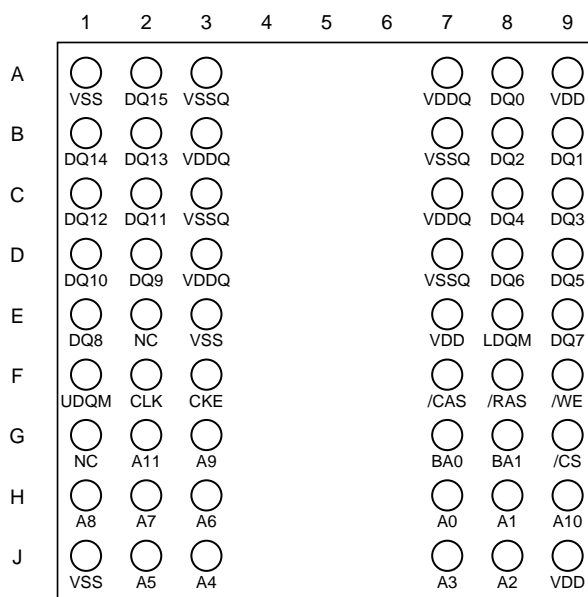 1 2 3 4 5 6 7 8 9
A
VSS DQ15 VSSQ VDDQ DQ0 VDD
B
DQ14 DQ13 VDDQ VSSQ DQ2 DQ1
C
DQ12 DQ11 VSSQ VDDQ DQ4 DQ3
D
DQ10 DQ9 VDDQ VSSQ DQ6 DQ5
E
DQ8 NC VSS VDD LDQM DQ7
F
UDQM CLK CKE /CAS /RAS /WE
G
NC A11 A9 BA0 BA1 /CS
H
A8 A7 A6 A0 A1 A10
J
VSS A5 A4 A3 A2 VDD